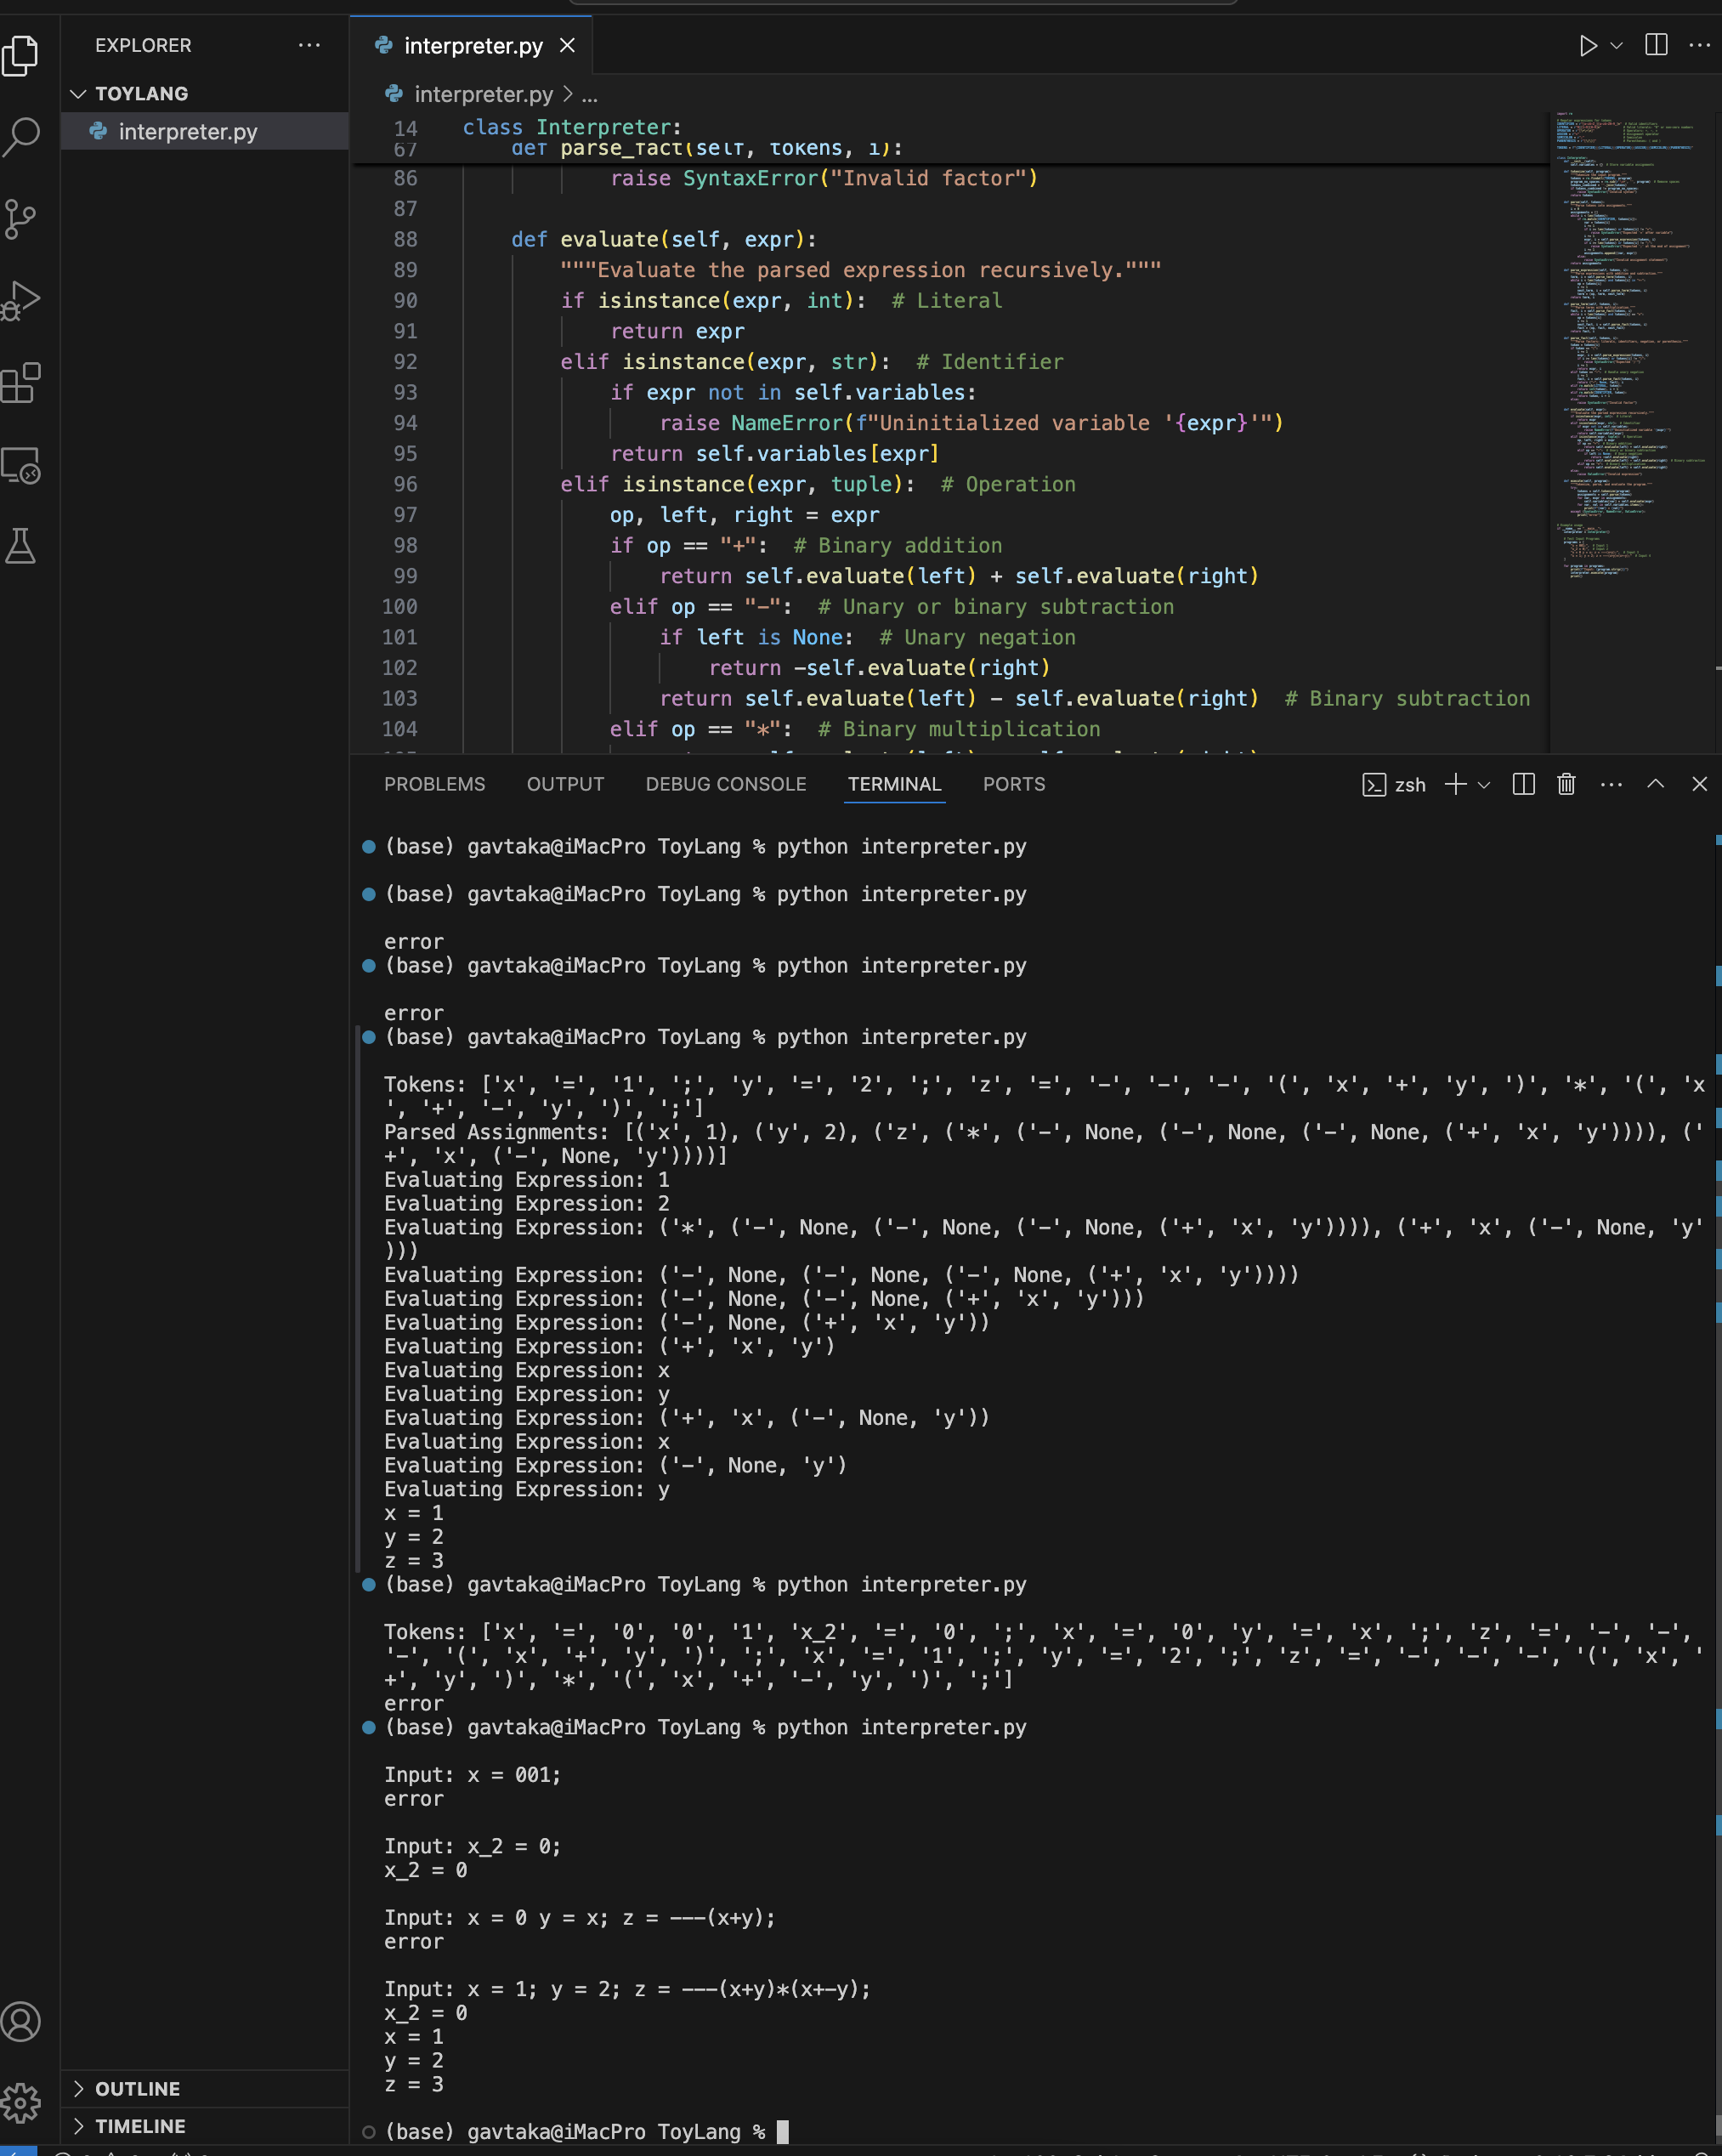 EXPLORER
TOYLANG
interpreter.py
OUTLINE
TIMELINE
interpreter.py
interpreter.py > ...
14 class Interpreter:
67 def parse_fact(self, tokens, i):
86 raise SyntaxError("Invalid factor")
87
88 def evaluate(self, expr):
89 """Evaluate the parsed expression recursively."""
90 if isinstance(expr, int):  # Literal
91 return expr
92 elif isinstance(expr, str):  # Identifier
93 if expr not in self.variables:
94 raise NameError(f"Uninitialized variable '{expr}'")
95 return self.variables[expr]
96 elif isinstance(expr, tuple):  # Operation
97 op, left, right = expr
98 if op == "+":  # Binary addition
99 return self.evaluate(left) + self.evaluate(right)
100 elif op == "-":  # Unary or binary subtraction
101 if left is None:  # Unary negation
102 return -self.evaluate(right)
103 return self.evaluate(left) - self.evaluate(right)  # Binary subtraction
104 elif op == "*":  # Binary multiplication
PROBLEMS OUTPUT DEBUG CONSOLE TERMINAL PORTS zsh
(base) gavtaka@iMacPro ToyLang % python interpreter.py
(base) gavtaka@iMacPro ToyLang % python interpreter.py
error
(base) gavtaka@iMacPro ToyLang % python interpreter.py
error
(base) gavtaka@iMacPro ToyLang % python interpreter.py
Tokens: ['x', '=', '1', ';', 'y', '=', '2', ';', 'z', '=', '-', '-', '-', '(', 'x', '+', 'y', ')', '*', '(', 'x
', '+', '-', 'y', ')', ';']
Parsed Assignments: [('x', 1), ('y', 2), ('z', ('*', ('-', None, ('-', None, ('-', None, ('+', 'x', 'y')))), ('
+', 'x', ('-', None, 'y'))))]
Evaluating Expression: 1
Evaluating Expression: 2
Evaluating Expression: ('*', ('-', None, ('-', None, ('-', None, ('+', 'x', 'y')))), ('+', 'x', ('-', None, 'y'
)))
Evaluating Expression: ('-', None, ('-', None, ('-', None, ('+', 'x', 'y'))))
Evaluating Expression: ('-', None, ('-', None, ('+', 'x', 'y')))
Evaluating Expression: ('-', None, ('+', 'x', 'y'))
Evaluating Expression: ('+', 'x', 'y')
Evaluating Expression: x
Evaluating Expression: y
Evaluating Expression: ('+', 'x', ('-', None, 'y'))
Evaluating Expression: x
Evaluating Expression: ('-', None, 'y')
Evaluating Expression: y
x = 1
y = 2
z = 3
(base) gavtaka@iMacPro ToyLang % python interpreter.py
Tokens: ['x', '=', '0', '0', '1', 'x_2', '=', '0', ';', 'x', '=', '0', 'y', '=', 'x', ';', 'z', '=', '-', '-',
'-', '(', 'x', '+', 'y', ')', ';', 'x', '=', '1', ';', 'y', '=', '2', ';', 'z', '=', '-', '-', '-', '(', 'x', '
+', 'y', ')', '*', '(', 'x', '+', '-', 'y', ')', ';']
error
(base) gavtaka@iMacPro ToyLang % python interpreter.py
Input: x = 001;
error
Input: x_2 = 0;
x_2 = 0
Input: x = 0 y = x; z = ---(x+y);
error
Input: x = 1; y = 2; z = ---(x+y)*(x+-y);
x_2 = 0
x = 1
y = 2
z = 3
(base) gavtaka@iMacPro ToyLang %